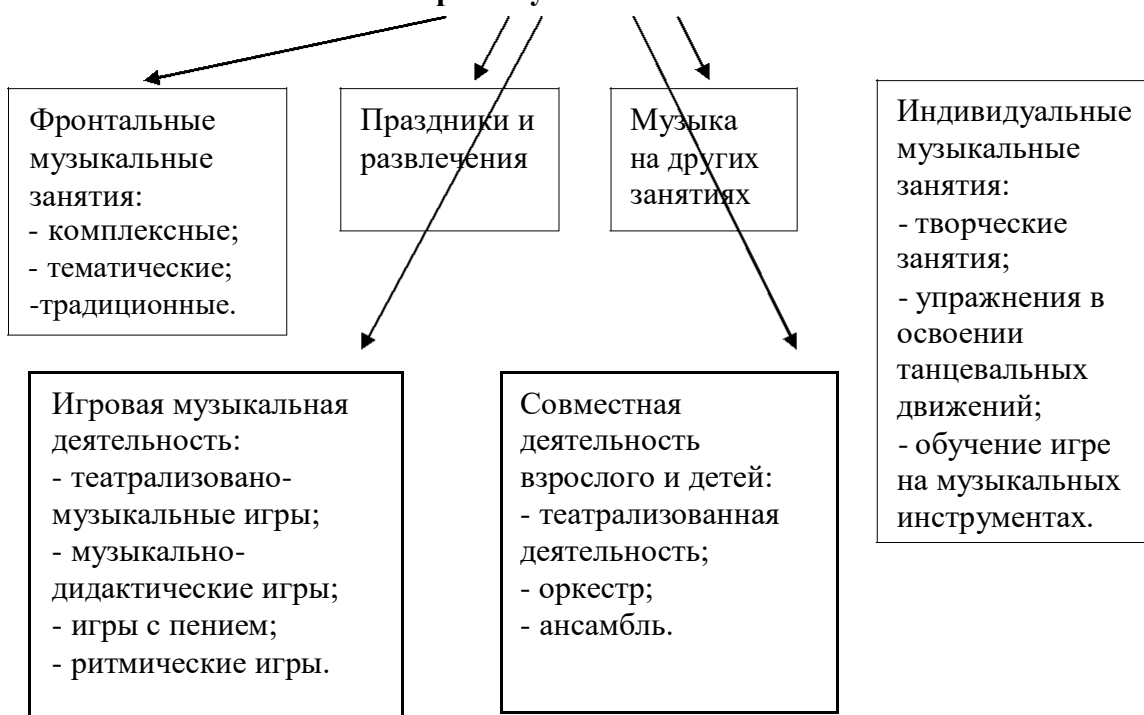 Фронтальные
музыкальные
занятия:
- комплексные;
- тематические;
-традиционные.
Праздники и
развлечения
Музыка
на других
занятиях
Индивидуальные
музыкальные
занятия:
- творческие
занятия;
- упражнения в
освоении
танцевальных
движений;
- обучение игре
на музыкальных
инструментах.
Игровая музыкальная
деятельность:
- театрализовано-
музыкальные игры;
- музыкально-
дидактические игры;
- игры с пением;
- ритмические игры.
Совместная
деятельность
взрослого и детей:
- театрализованная
деятельность;
- оркестр;
- ансамбль.